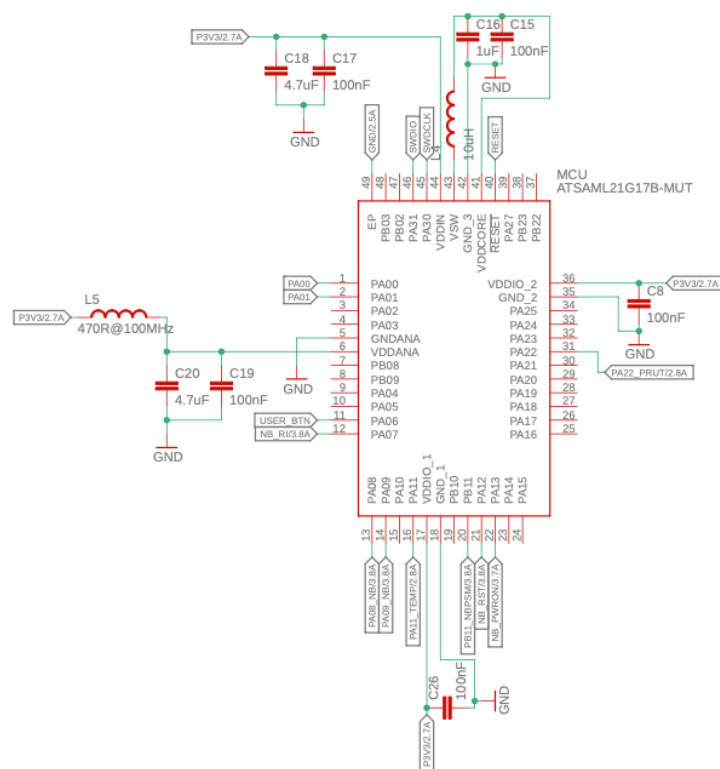 P3V3/2.7A
C18
4.7uF
C17
100nF
GND
C16
1uF
C15
100nF
GND
L4
10uH
GND/2.5A
SWDIO
SWDCLK
RESET
49
48
47
46
45
44
43
42
41
40
39
38
37
MCU
ATSAML21G17B-MUT
EP
PB03
PB02
PA31
PA30
VDDIN
VSW
GND_3
VDDCORE
RESET
PA27
PB23
PB22
PA00
PA01
1
2
3
4
5
6
7
8
9
10
11
12
PA00
PA01
PA02
PA03
GNDANA
VDDANA
PB08
PB09
PA04
PA05
PA06
PA07
VDDIO_2
GND_2
PA25
PA24
PA23
PA22
PA21
PA20
PA19
PA18
PA17
PA16
36
35
34
33
32
31
30
29
28
27
26
25
P3V3/2.7A
C8
100nF
GND
PA22_PRUT/2.8A
P3V3/2.7A
L5
470R@100MHz
C20
4.7uF
C19
100nF
GND
GND
USER_BTN
NB_RI/3.8A
PA08
PA09
PA10
PA11
VDDIO_1
GND_1
PB10
PB11
PA12
PA13
PA14
PA15
13
14
15
16
17
18
19
20
21
22
23
24
PA08_NB/3.8A
PA09_NB/3.8A
PA11_TEMP/2.8A
PB11_NBPSM/3.8A
NB_RST/3.8A
NB_PWRON/3.7A
C26
100nF
GND
P3V3/2.7A